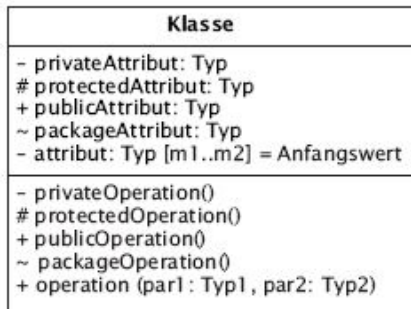 Klasse
– privateAttribut: Typ
# protectedAttribut: Typ
+ publicAttribut: Typ
~ packageAttribut: Typ
– attribut: Typ [m1..m2] = Anfangswert
– privateOperation()
# protectedOperation()
+ publicOperation()
~ packageOperation()
+ operation (par1: Typ1, par2: Typ2)